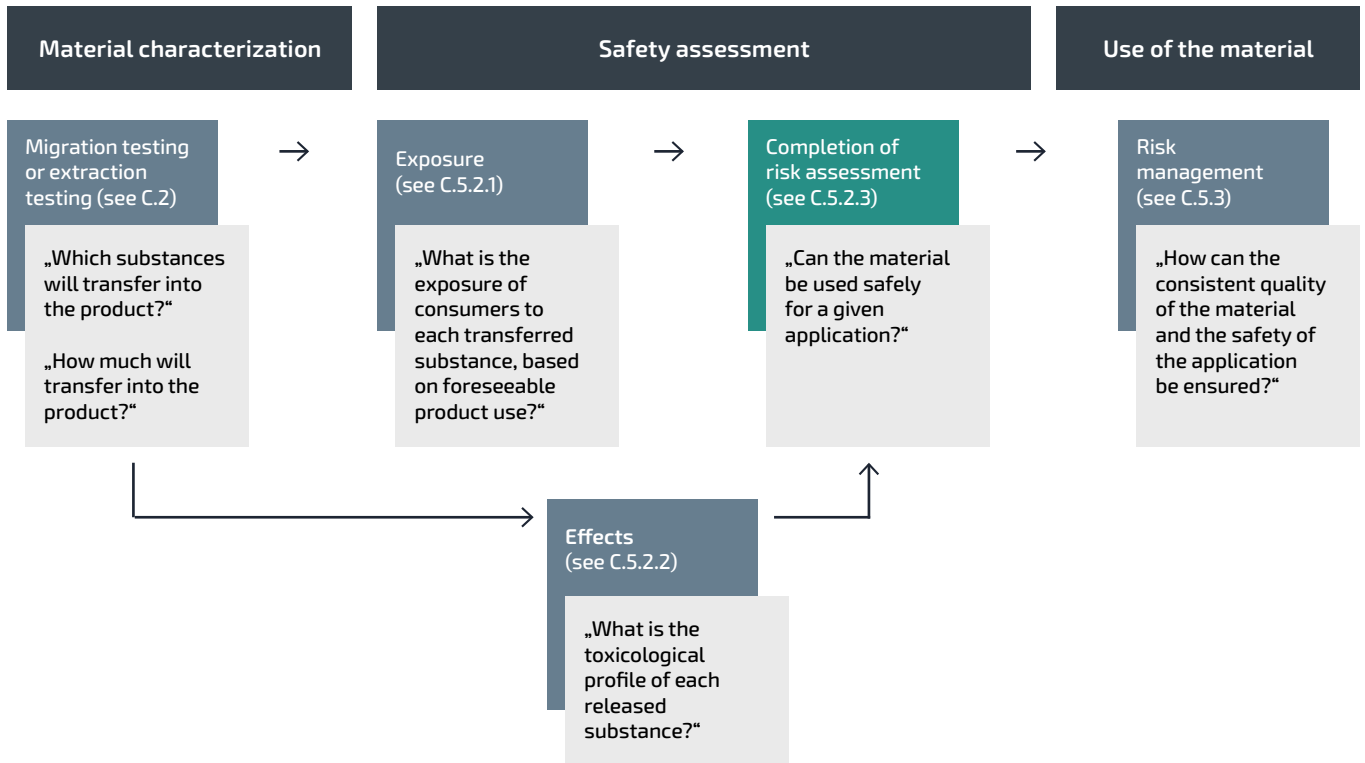 Material characterization
Safety assessment
Use of the material
Migration testing
or extraction
testing (see C.2)
„Which substances
will transfer into
the product?“
„How much will
transfer into the
product?“
Exposure
(see C.5.2.1)
„What is the
exposure of
consumers to
each transferred
substance, based
on foreseeable
product use?“
Completion of
risk assessment
(see C.5.2.3)
„Can the material
be used safely
for a given
application?“
Risk
management
(see C.5.3)
„How can the
consistent quality
of the material
and the safety of
the application
be ensured?“
Effects
(see C.5.2.2)
„What is the
toxicological
profile of each
released
substance?“